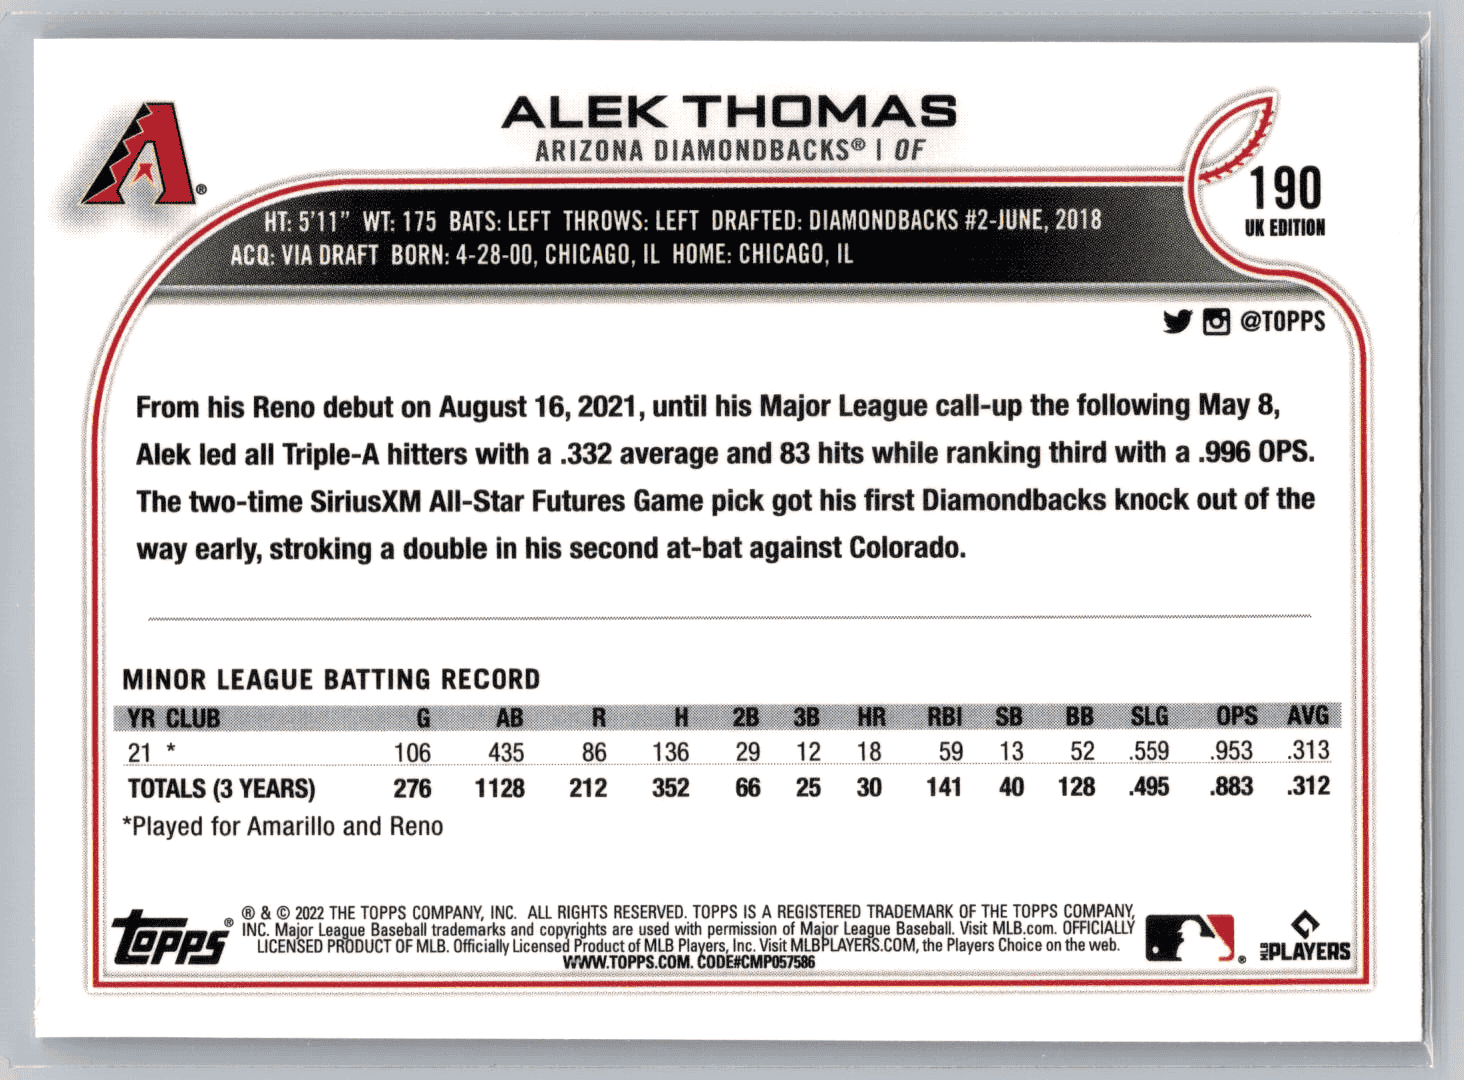 ALEK THOMAS
ARIZONA DIAMONDBACKS® | OF
190
UK EDITION
HT: 5'11" WT: 175 BATS: LEFT THROWS: LEFT DRAFTED: DIAMONDBACKS #2-JUNE, 2018
ACQ: VIA DRAFT BORN: 4-28-00, CHICAGO, IL HOME: CHICAGO, IL
@TOPPS
From his Reno debut on August 16, 2021, until his Major League call-up the following May 8,
Alek led all Triple-A hitters with a .332 average and 83 hits while ranking third with a .996 OPS.
The two-time SiriusXM All-Star Futures Game pick got his first Diamondbacks knock out of the
way early, stroking a double in his second at-bat against Colorado.
MINOR LEAGUE BATTING RECORD
YR CLUB G AB R H 2B 3B HR RBI SB BB SLG OPS AVG
21 * 106 435 86 136 29 12 18 59 13 52 .559 .953 .313
TOTALS (3 YEARS) 276 1128 212 352 66 25 30 141 40 128 .495 .883 .312
*Played for Amarillo and Reno
topps®
® & © 2022 THE TOPPS COMPANY, INC. ALL RIGHTS RESERVED. TOPPS IS A REGISTERED TRADEMARK OF THE TOPPS COMPANY,
INC. Major League Baseball trademarks and copyrights are used with permission of Major League Baseball. Visit MLB.com. OFFICIALLY
LICENSED PRODUCT OF MLB. Officially Licensed Product of MLB Players, Inc. Visit MLBPLAYERS.COM, the Players Choice on the web.
WWW.TOPPS.COM. CODE#CMP057586
MLB PLAYERS